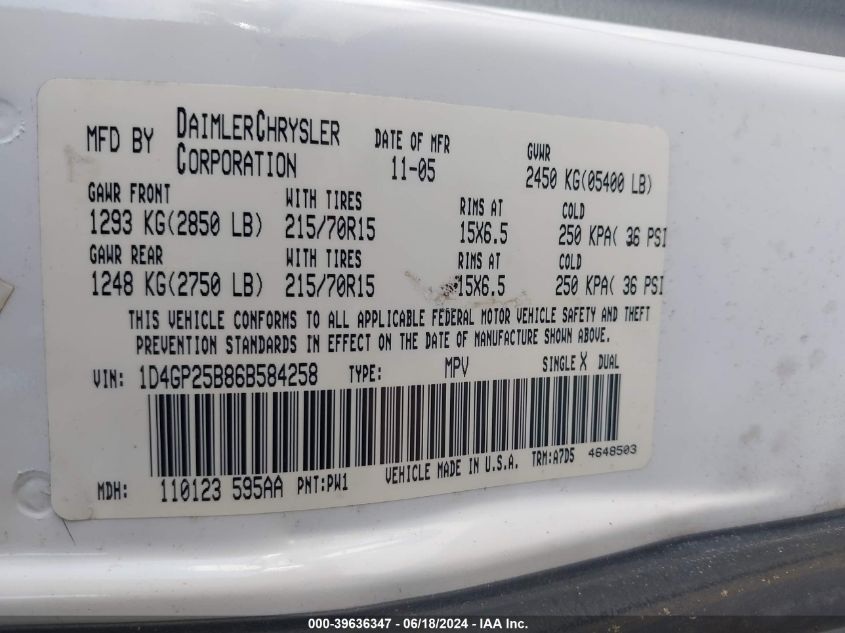 MFD BY DAIMLERCHRYSLER CORPORATION DATE OF MFR 11-05 GVWR 2450 KG(05400 LB)
GAWR FRONT WITH TIRES RIMS AT COLD
1293 KG(2850 LB) 215/70R15 15X6.5 250 KPA( 36 PSI
GAWR REAR WITH TIRES RIMS AT COLD
1248 KG(2750 LB) 215/70R15 15X6.5 250 KPA( 36 PSI
THIS VEHICLE CONFORMS TO ALL APPLICABLE FEDERAL MOTOR VEHICLE SAFETY AND THEFT
PREVENTION STANDARDS IN EFFECT ON THE DATE OF MANUFACTURE SHOWN ABOVE.
VIN: 1D4GP25B86B584258 TYPE: MPV SINGLE X DUAL
MDH: 110123 595AA PNT:PW1 VEHICLE MADE IN U.S.A. TRM:A7D5 4648503
000-39636347 - 06/18/2024 - IAA Inc.